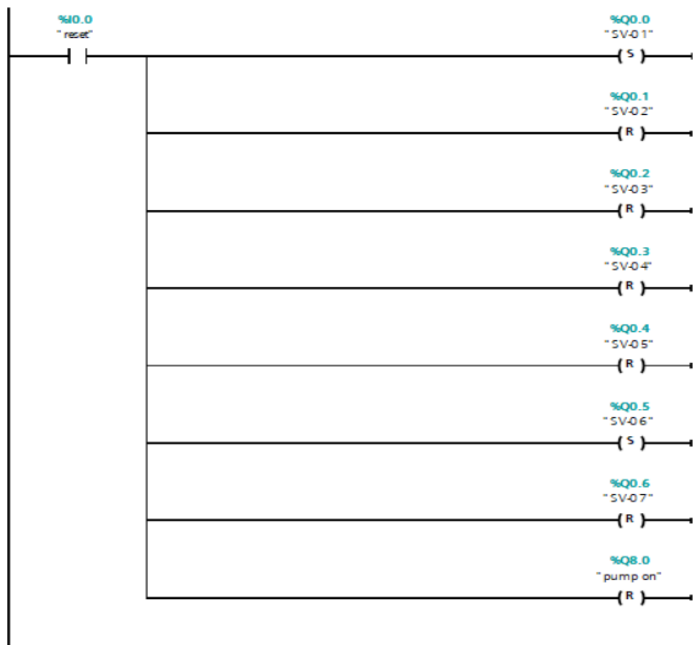 %I0.0
"reset"
%Q0.0
"SV-01"
S
%Q0.1
"SV-02"
R
%Q0.2
"SV-03"
R
%Q0.3
"SV-04"
R
%Q0.4
"SV-05"
R
%Q0.5
"SV-06"
S
%Q0.6
"SV-07"
R
%Q8.0
"pump on"
R